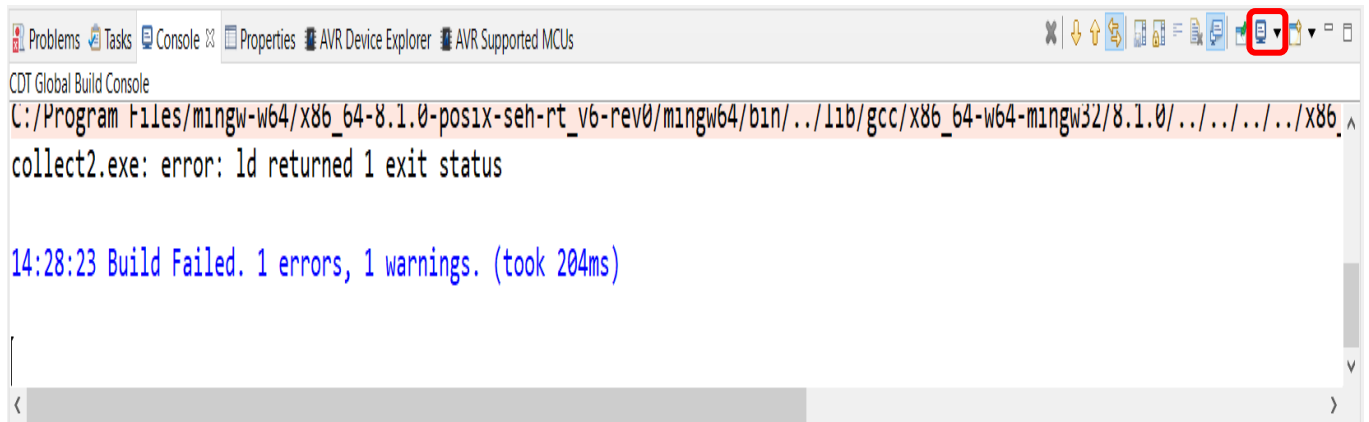 Problems Tasks Console Properties AVR Device Explorer AVR Supported MCUs
CDT Global Build Console
C:/Program Files/mingw-w64/x86_64-8.1.0-posix-seh-rt_v6-rev0/mingw64/bin/../lib/gcc/x86_64-w64-mingw32/8.1.0/../../../../x86_
collect2.exe: error: ld returned 1 exit status
14:28:23 Build Failed. 1 errors, 1 warnings. (took 204ms)